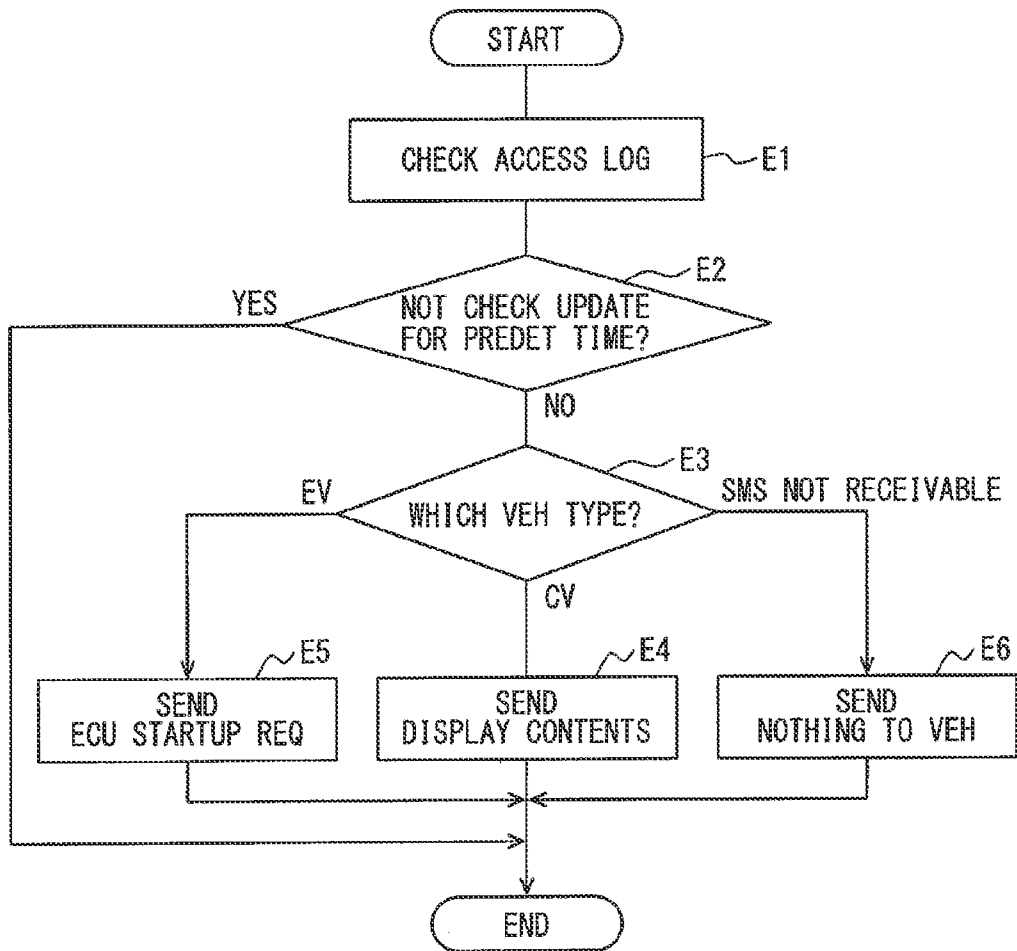 START
CHECK ACCESS LOG
E1
E2
YES
NOT CHECK UPDATE
FOR PREDET TIME?
NO
E3
EV
WHICH VEH TYPE?
SMS NOT RECEIVABLE
CV
E5
SEND
ECU STARTUP REQ
E4
SEND
DISPLAY CONTENTS
E6
SEND
NOTHING TO VEH
END